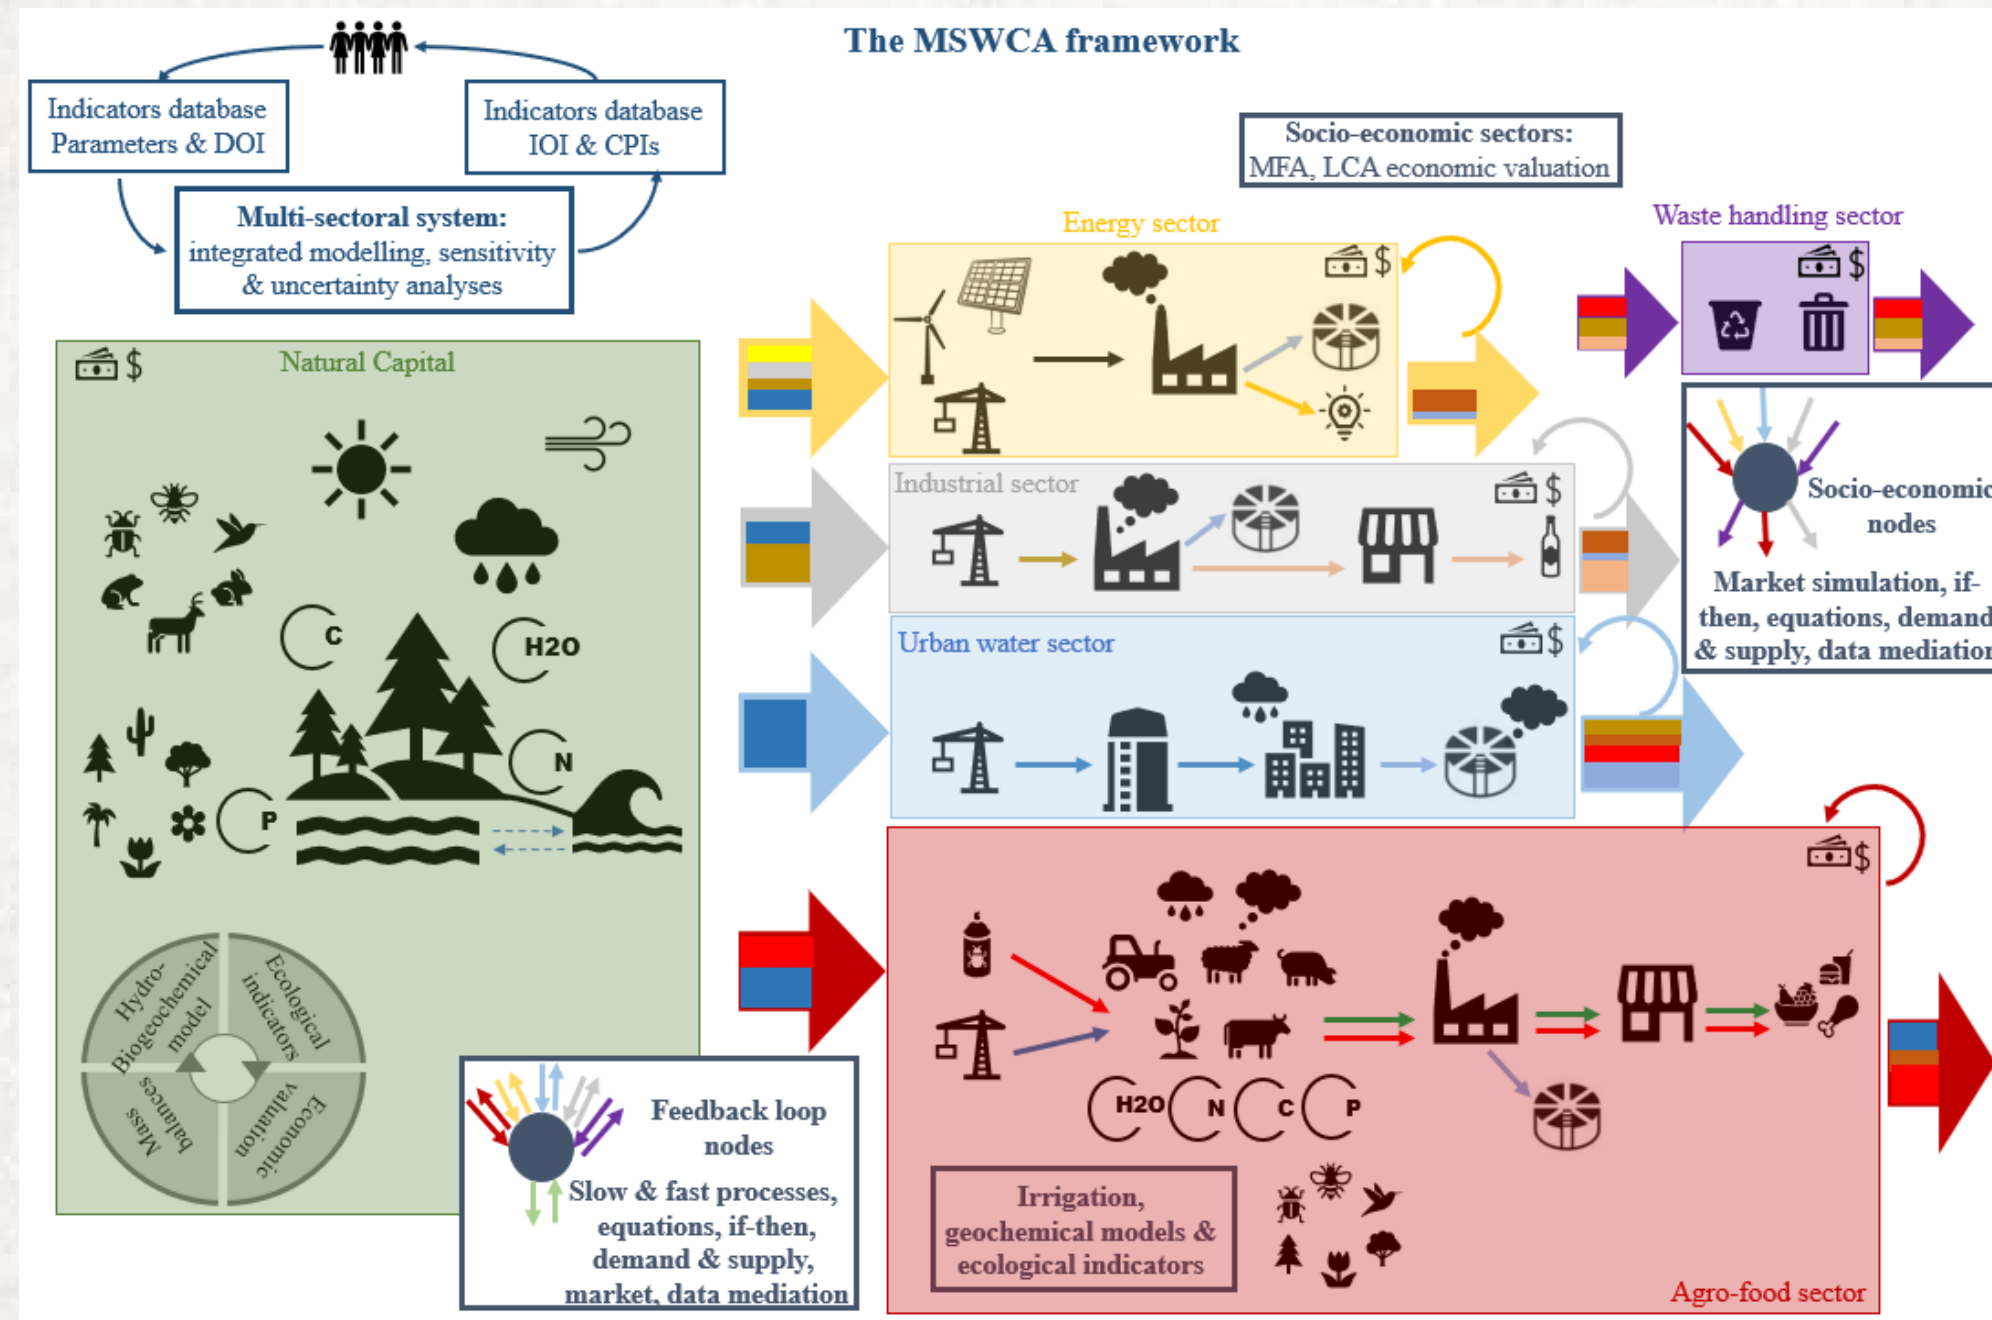 The MSWCA framework
Indicators database
Parameters & DOI
Indicators database
IOI & CPIs
Multi-sectoral system:
integrated modelling, sensitivity
& uncertainty analyses
Socio-economic sectors:
MFA, LCA economic valuation
Energy sector
$
Waste handling sector
$
Natural Capital
$
C
H2O
N
P
Hydro-
Biogeochemical
model
Ecological
indicators
Mass
balances
Economic
valuation
Feedback loop
nodes
Slow & fast processes,
equations, if-then,
demand & supply,
market, data mediation
Industrial sector
$
Urban water sector
$
Socio-economic
nodes
Market simulation, if-
then, equations, demand
& supply, data mediation
$
H2O
N
C
P
Irrigation,
geochemical models &
ecological indicators
Agro-food sector